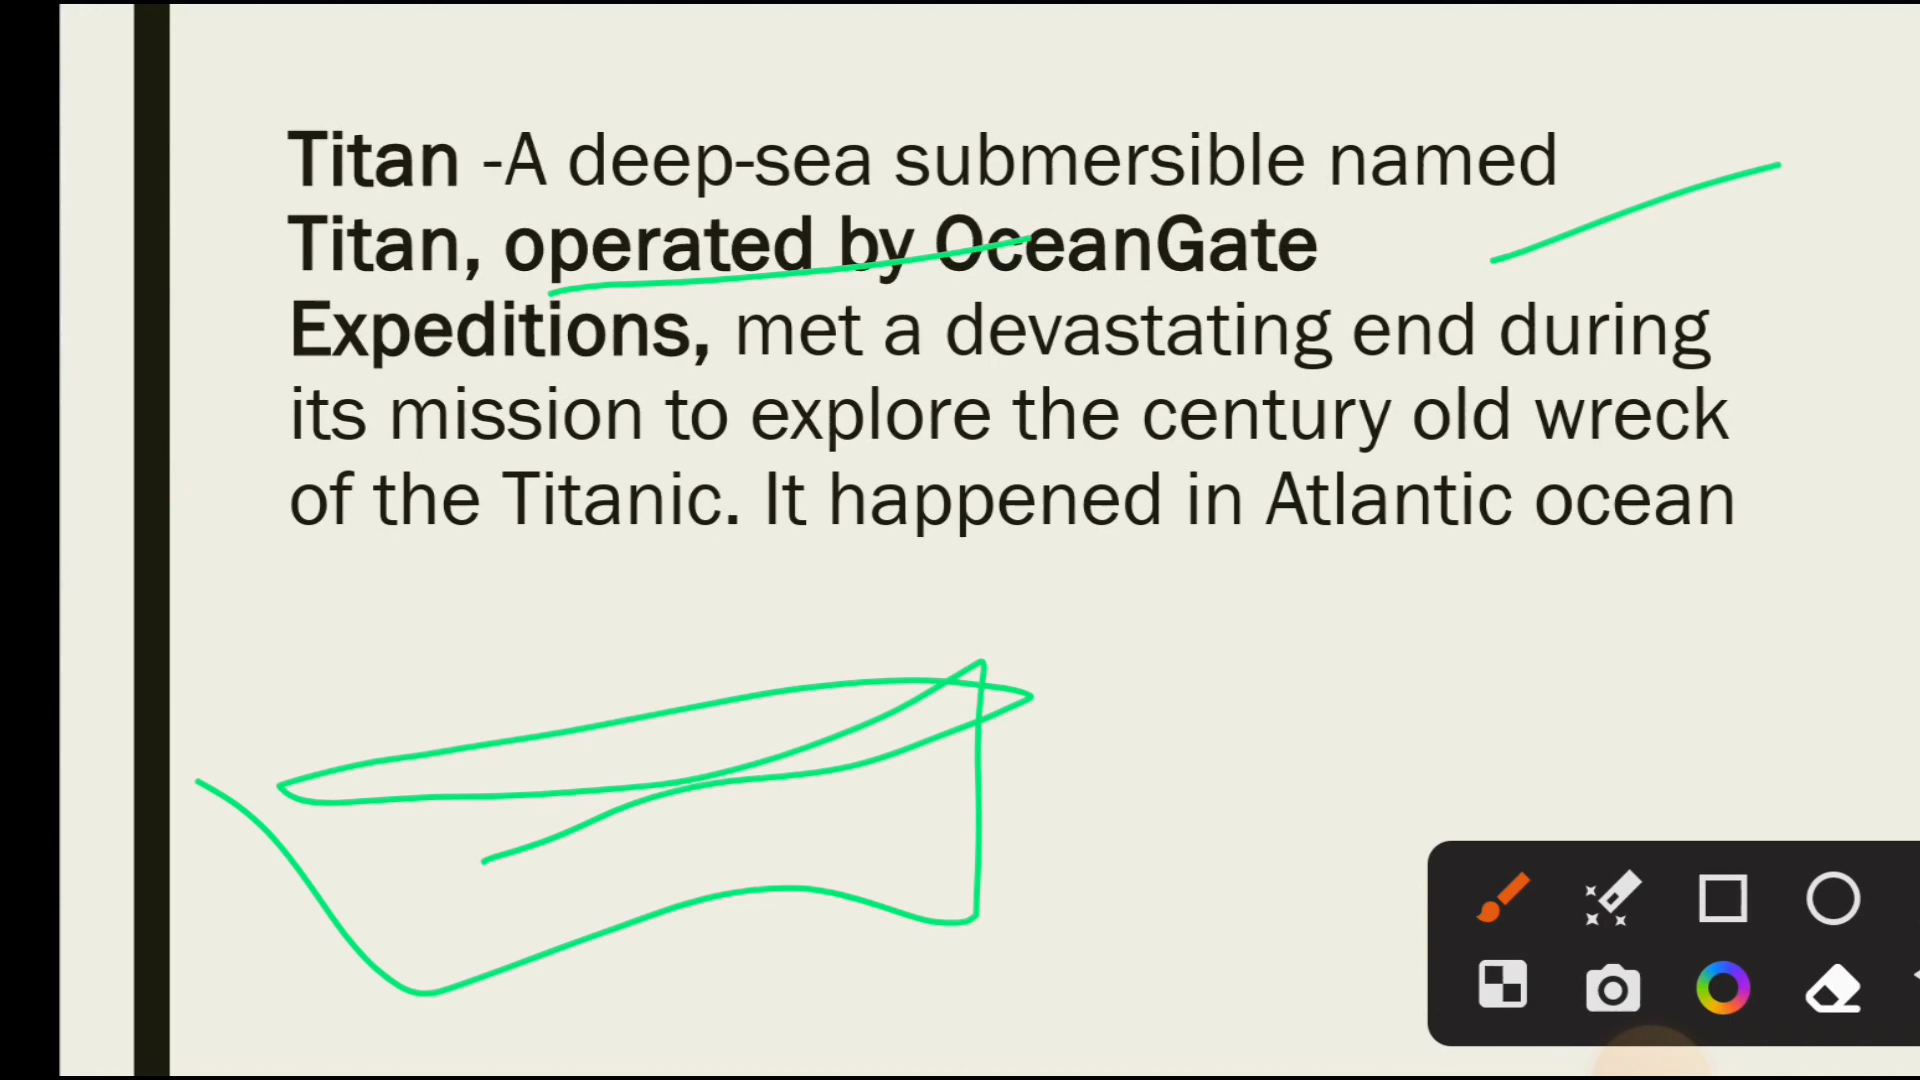 Titan -A deep-sea submersible named
Titan, operated by OceanGate
Expeditions, met a devastating end during
its mission to explore the century old wreck
of the Titanic. It happened in Atlantic ocean